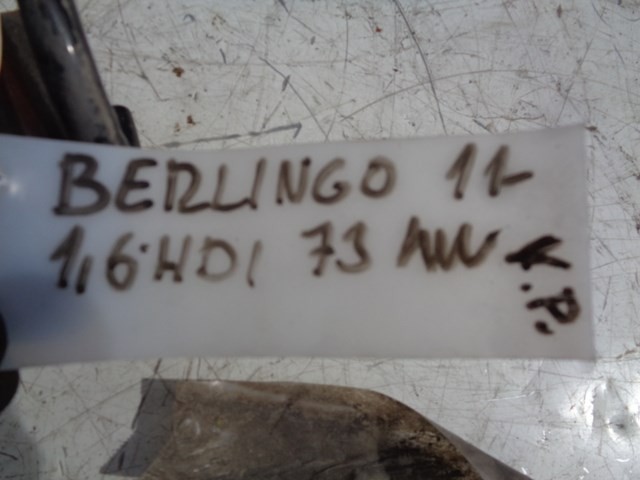 BERLINGO 11-
1,6 HDI 73 KW
K.P.